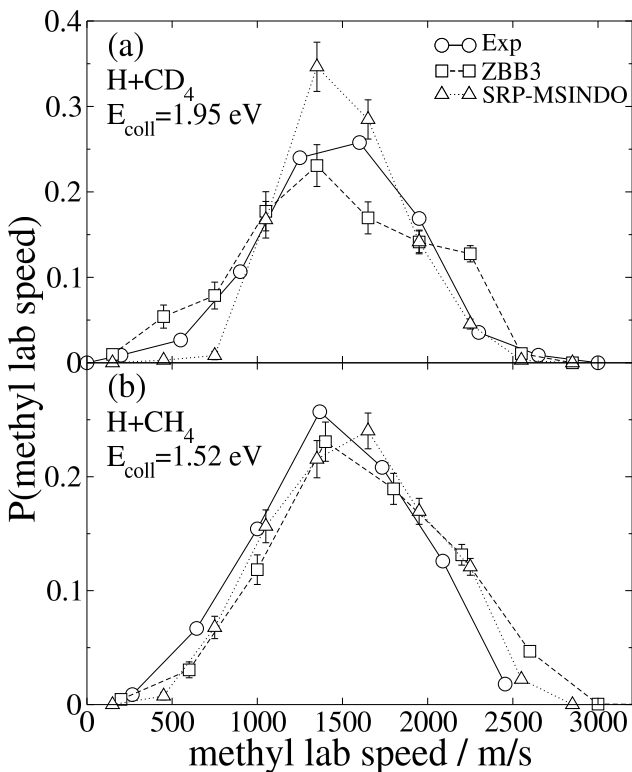 (a)
H+CD4
Ecoll=1.95 eV
Exp
ZBB3
SRP-MSINDO
0.4
0.3
0.2
0.1
0
(b)
H+CH4
Ecoll=1.52 eV
0.2
0.1
0
0 500 1000 1500 2000 2500 3000
P(methyl lab speed)
methyl lab speed / m/s